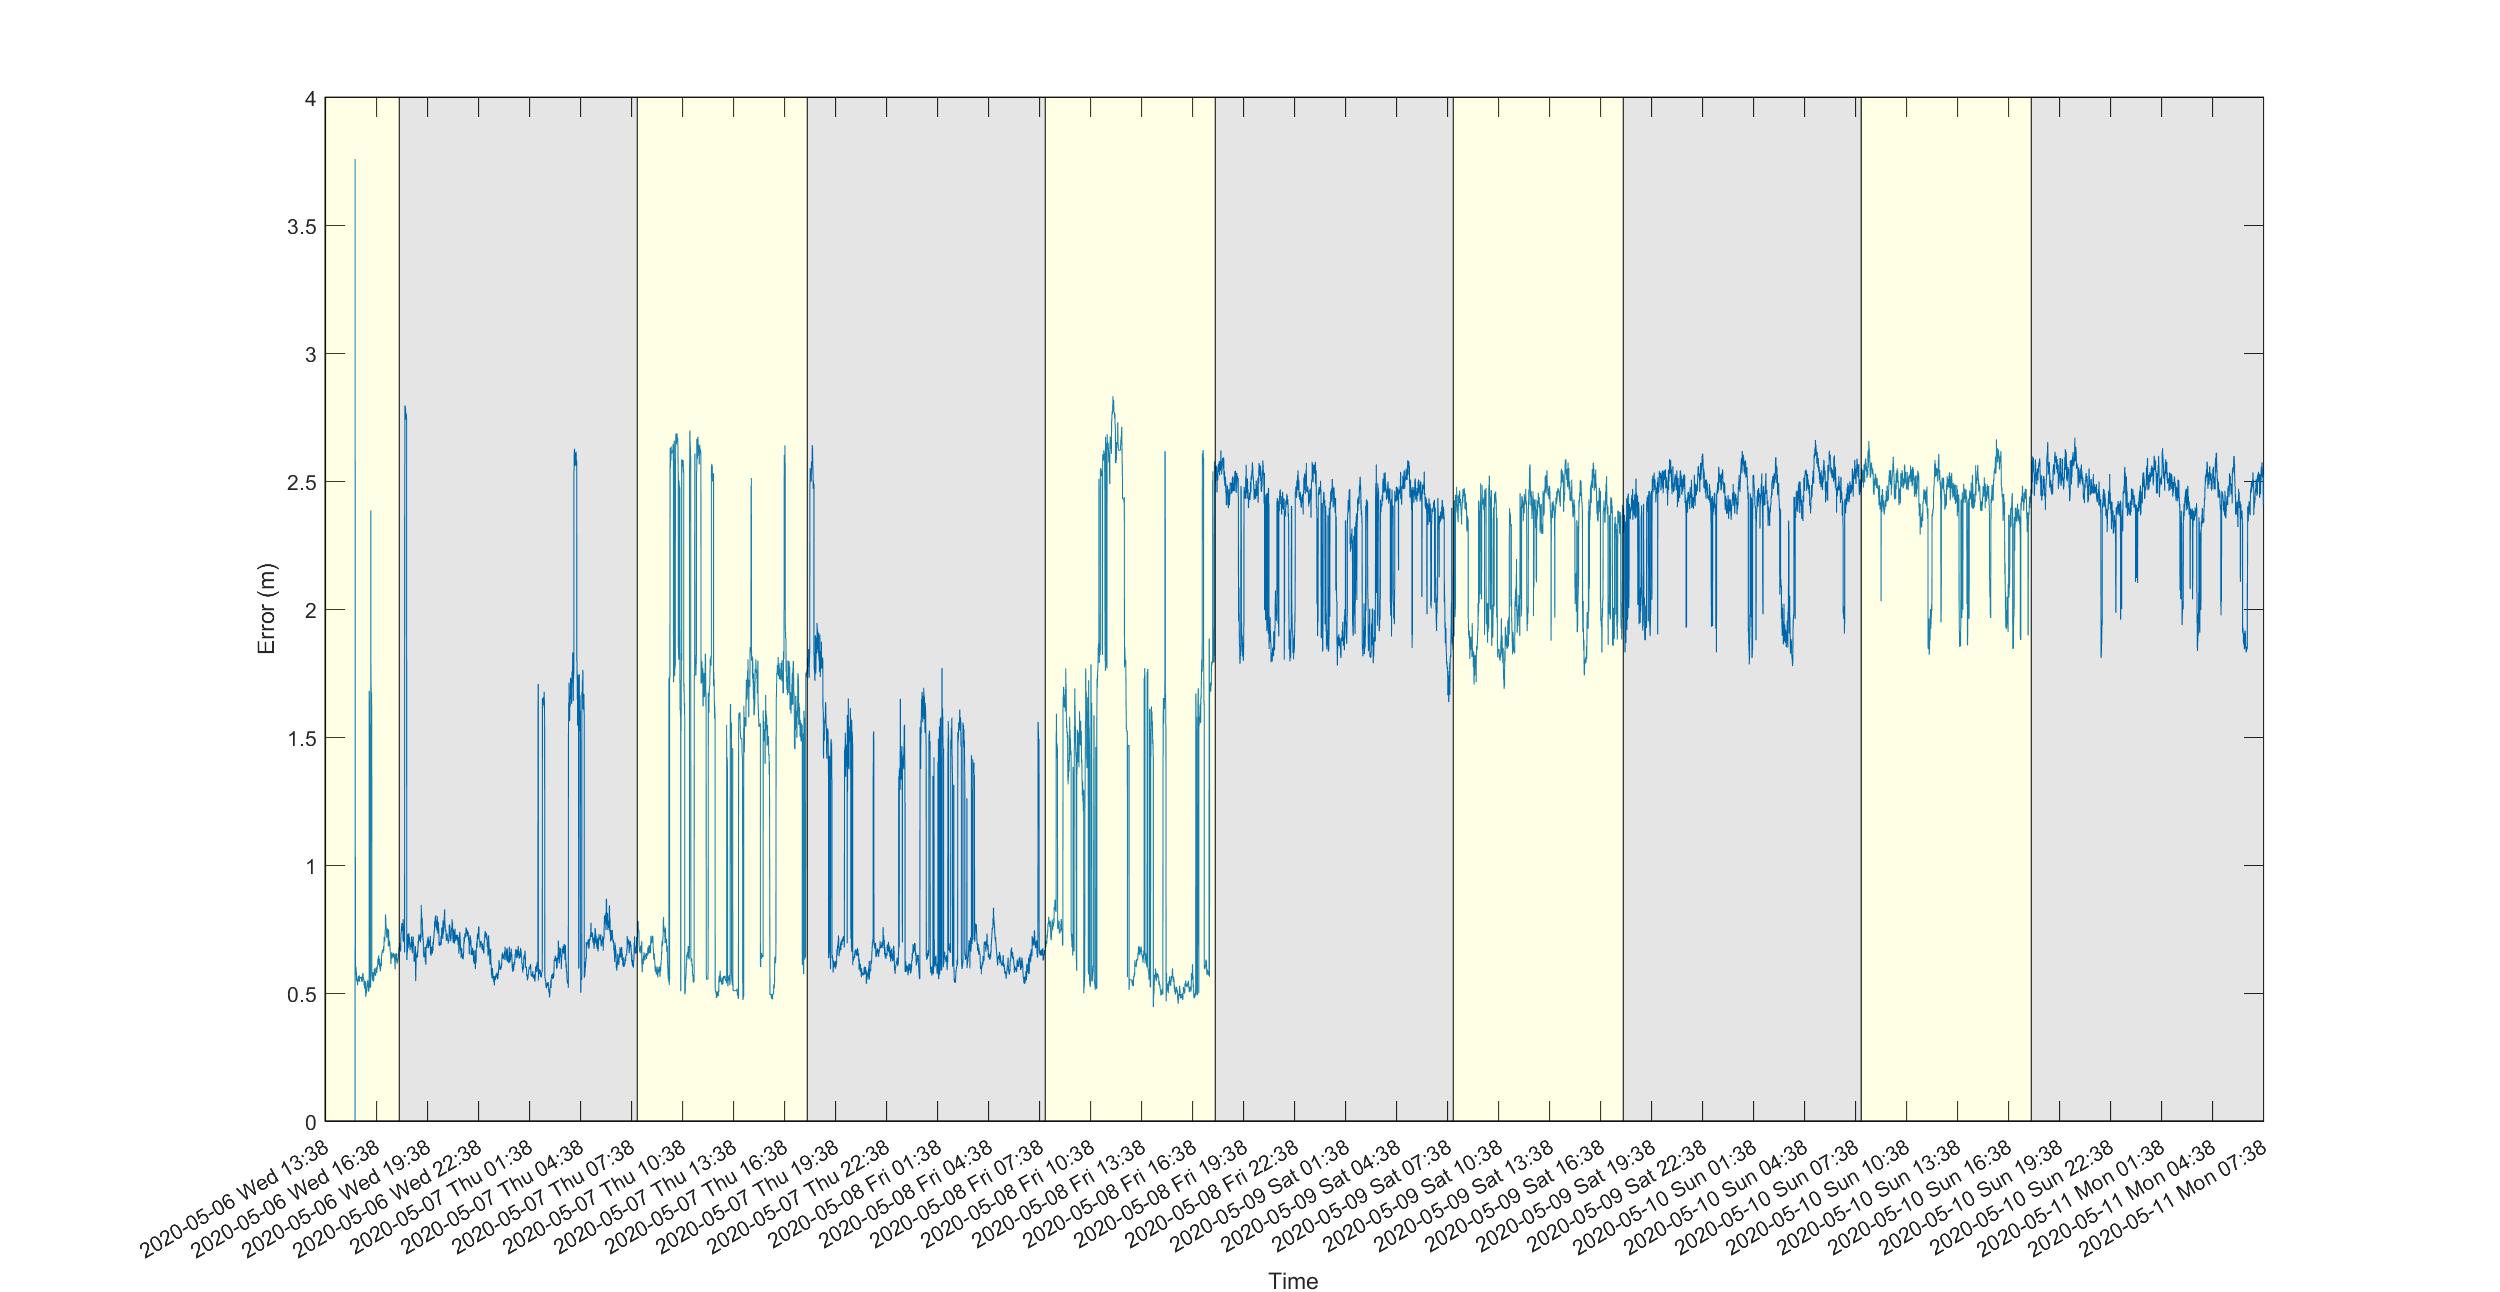 4
3.5
3
2.5
2
1.5
1
0.5
0
Error (m)
2020-05-06 Wed 13:38
2020-05-06 Wed 16:38
2020-05-06 Wed 19:38
2020-05-06 Wed 22:38
2020-05-07 Thu 01:38
2020-05-07 Thu 04:38
2020-05-07 Thu 07:38
2020-05-07 Thu 10:38
2020-05-07 Thu 13:38
2020-05-07 Thu 16:38
2020-05-07 Thu 19:38
2020-05-07 Thu 22:38
2020-05-08 Fri 01:38
2020-05-08 Fri 04:38
2020-05-08 Fri 07:38
2020-05-08 Fri 10:38
2020-05-08 Fri 13:38
2020-05-08 Fri 16:38
2020-05-08 Fri 19:38
2020-05-08 Fri 22:38
2020-05-09 Sat 01:38
2020-05-09 Sat 04:38
2020-05-09 Sat 07:38
2020-05-09 Sat 10:38
2020-05-09 Sat 13:38
2020-05-09 Sat 16:38
2020-05-09 Sat 19:38
2020-05-09 Sat 22:38
2020-05-10 Sun 01:38
2020-05-10 Sun 04:38
2020-05-10 Sun 07:38
2020-05-10 Sun 10:38
2020-05-10 Sun 13:38
2020-05-10 Sun 16:38
2020-05-10 Sun 19:38
2020-05-10 Sun 22:38
2020-05-11 Mon 01:38
2020-05-11 Mon 04:38
2020-05-11 Mon 07:38
Time